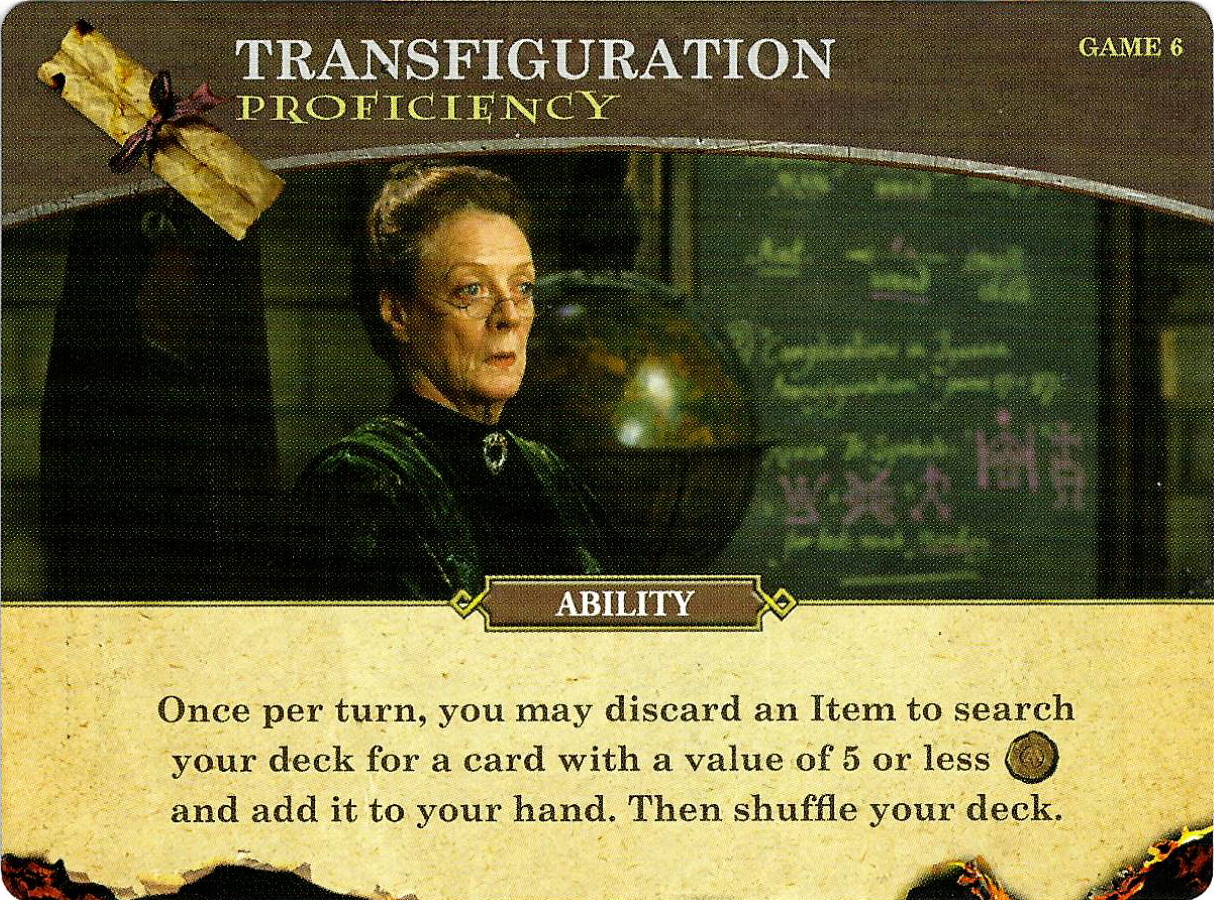 TRANSFIGURATION
GAME 6
PROFICIENCY
ABILITY
Once per turn, you may discard an Item to search
your deck for a card with a value of 5 or less
and add it to your hand. Then shuffle your deck.